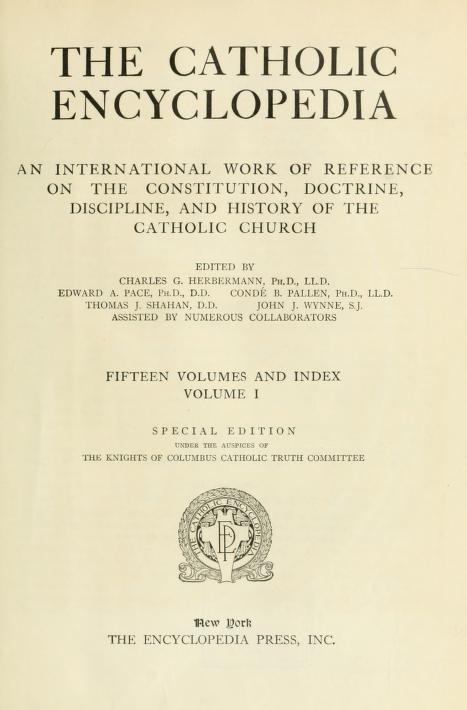 THE CATHOLIC
ENCYCLOPEDIA
AN INTERNATIONAL WORK OF REFERENCE
ON THE CONSTITUTION, DOCTRINE,
DISCIPLINE, AND HISTORY OF THE
CATHOLIC CHURCH
EDITED BY
CHARLES G. HERBERMANN, Ph.D., LL.D.
EDWARD A. PACE, Ph.D., D.D. CONDÉ B. PALLEN, Ph.D., LL.D.
THOMAS J. SHAHAN, D.D. JOHN J. WYNNE, S.J.
ASSISTED BY NUMEROUS COLLABORATORS
FIFTEEN VOLUMES AND INDEX
VOLUME I
SPECIAL EDITION
UNDER THE AUSPICES OF
THE KNIGHTS OF COLUMBUS CATHOLIC TRUTH COMMITTEE
THE CATHOLIC ENCYCLOPEDIA
New York
THE ENCYCLOPEDIA PRESS, INC.